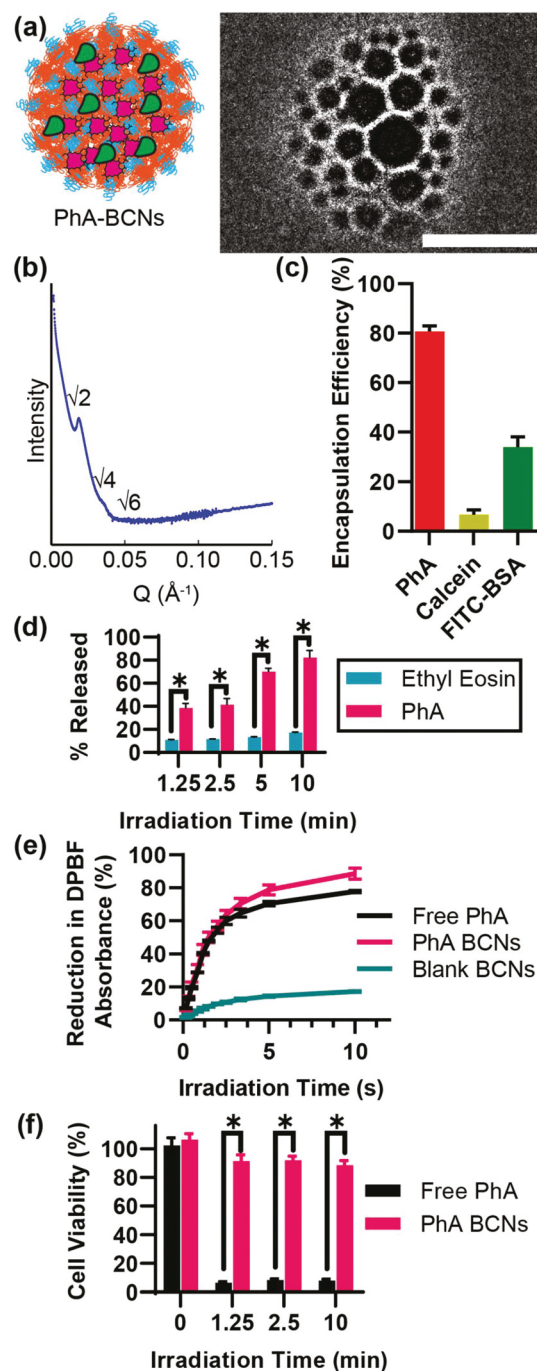 (a)
PhA-BCNs
(b)
Intensity
√2
√4
√6
0.00 0.05 0.10 0.15
Q (Å⁻¹)
(c)
Encapsulation Efficiency (%)
80
60
40
20
0
PhA
Calcein
FITC-BSA
(d)
% Released
100
80
60
40
20
0
* * * *
1.25 2.5 5 10
Irradiation Time (min)
Ethyl Eosin
PhA
(e)
Reduction in DPBF
Absorbance (%)
100
80
60
40
20
0
0 5 10
Irradiation Time (s)
Free PhA
PhA BCNs
Blank BCNs
(f)
Cell Viability (%)
100
80
60
40
20
0
* * *
0 1.25 2.5 10
Irradiation Time (min)
Free PhA
PhA BCNs